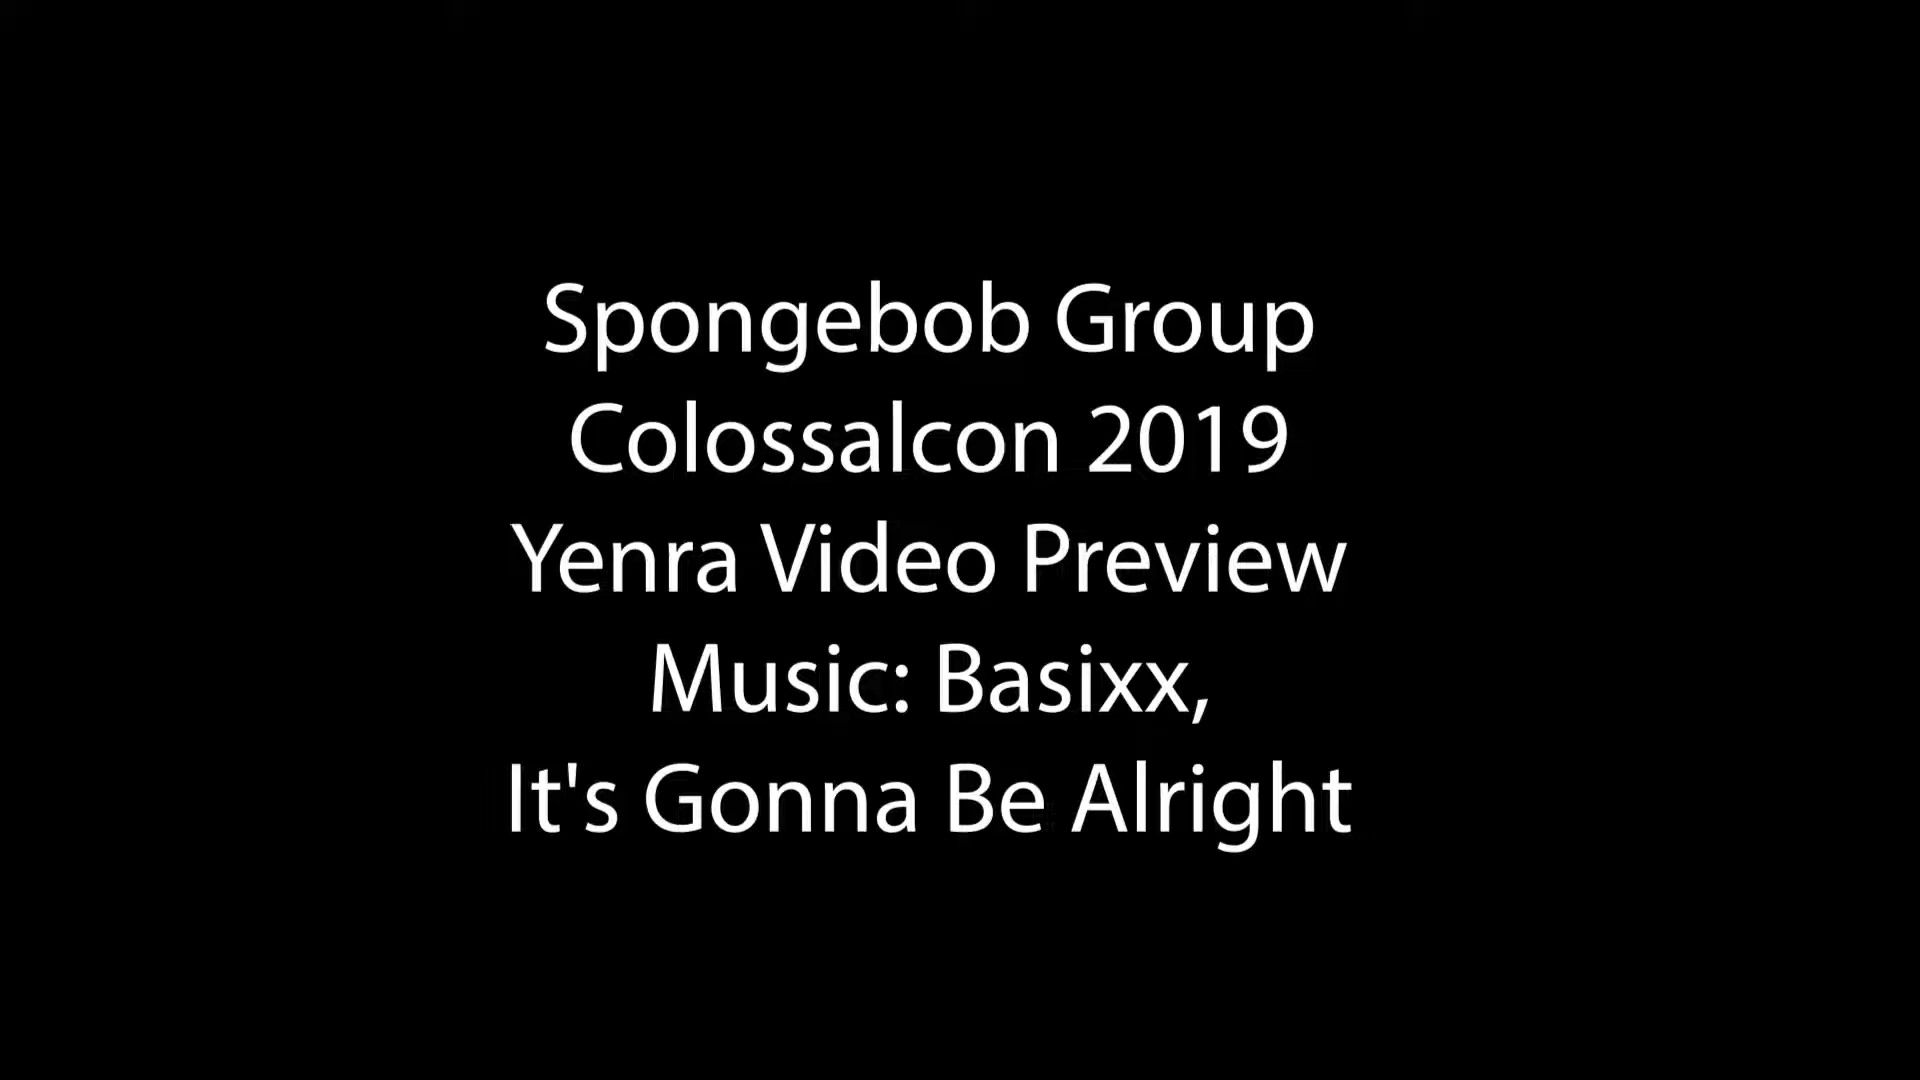 Spongebob Group
Colossalcon 2019
Yenra Video Preview
Music: Basixx,
It's Gonna Be Alright